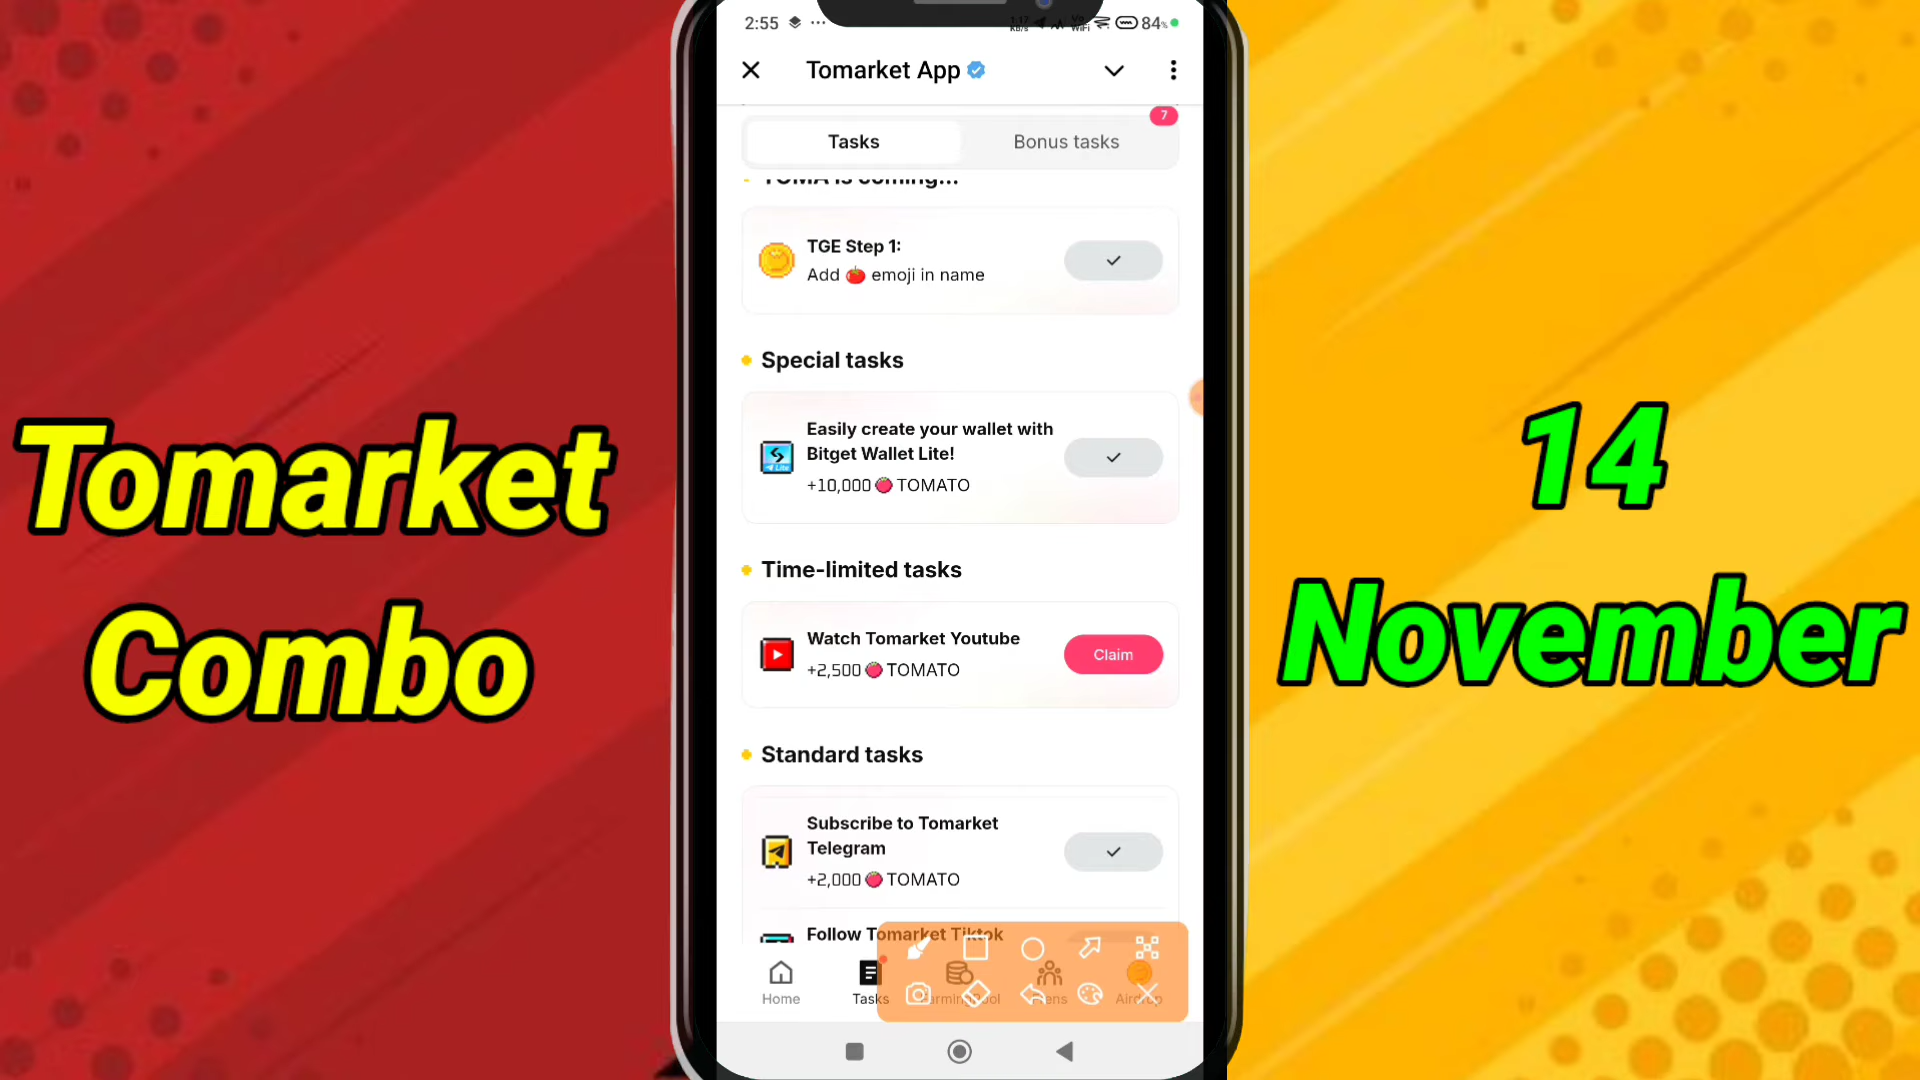 Tomarket
Combo
14
November
2:55
84%
Tomarket App
7
Tasks
Bonus tasks
TOMA is coming...
TGE Step 1:
Add 🍅 emoji in name
Special tasks
Easily create your wallet with
Bitget Wallet Lite!
+10,000 TOMATO
Time-limited tasks
Watch Tomarket Youtube
+2,500 TOMATO
Claim
Standard tasks
Subscribe to Tomarket
Telegram
+2,000 TOMATO
Follow Tomarket Tiktok
Home
Tasks